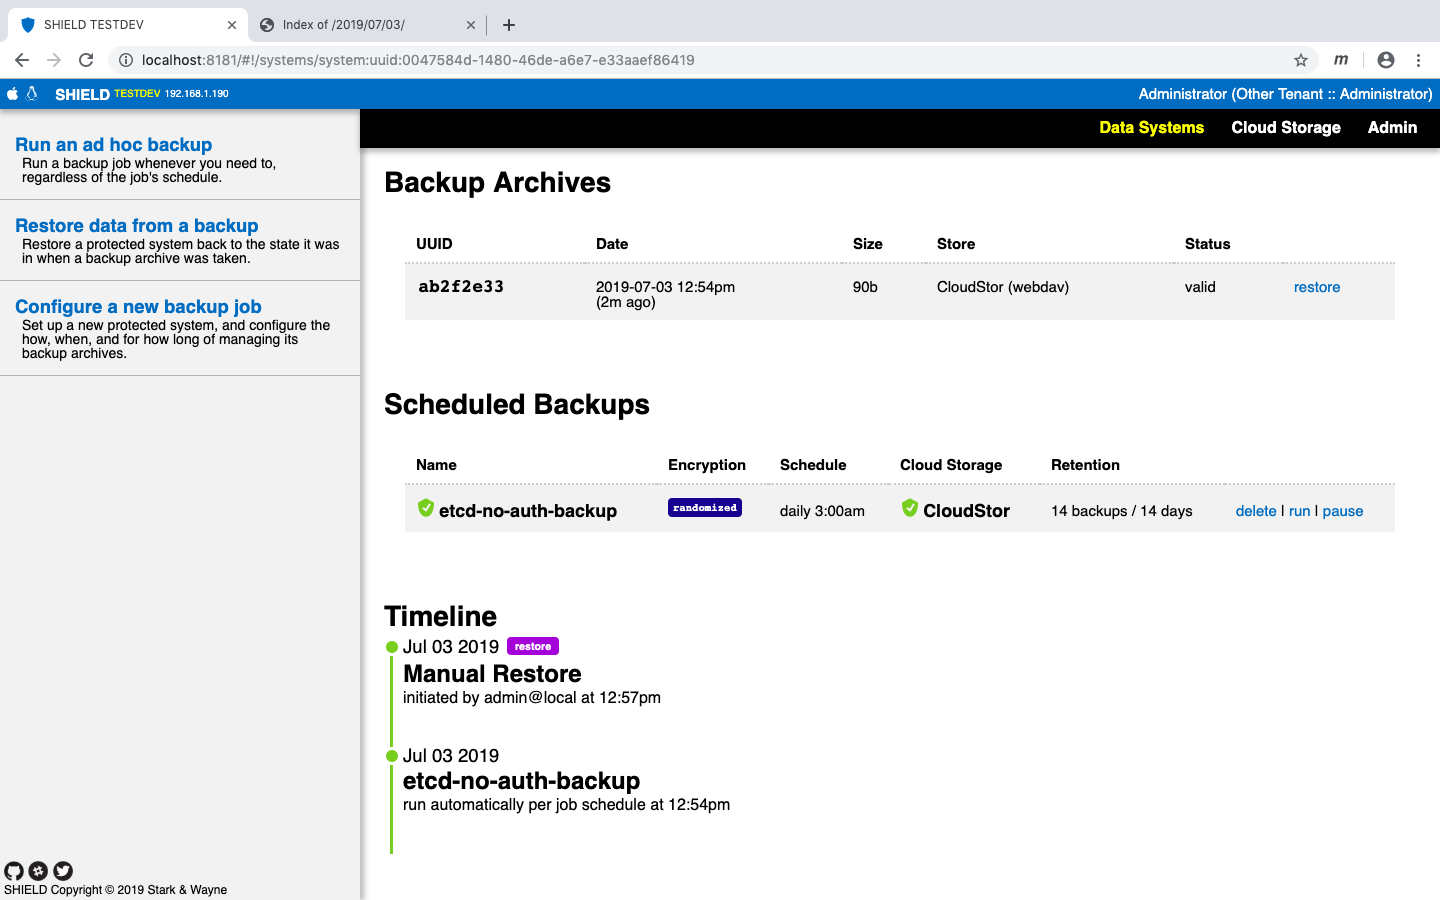 SHIELD TESTDEV
Index of /2019/07/03/
localhost:8181/#!/systems/system:uuid:0047584d-1480-46de-a6e7-e33aaef86419
m
SHIELD TESTDEV 192.168.1.190
Administrator (Other Tenant :: Administrator)
Data Systems Cloud Storage Admin
Run an ad hoc backup
Run a backup job whenever you need to,
regardless of the job's schedule.
Restore data from a backup
Restore a protected system back to the state it was
in when a backup archive was taken.
Configure a new backup job
Set up a new protected system, and configure the
how, when, and for how long of managing its
backup archives.
SHIELD Copyright © 2019 Stark & Wayne
Backup Archives
UUID Date Size Store Status
ab2f2e33 2019-07-03 12:54pm 90b CloudStor (webdav) valid restore
(2m ago)
Scheduled Backups
Name Encryption Schedule Cloud Storage Retention
etcd-no-auth-backup randomized daily 3:00am CloudStor 14 backups / 14 days delete | run | pause
Timeline
Jul 03 2019 restore
Manual Restore
initiated by admin@local at 12:57pm
Jul 03 2019
etcd-no-auth-backup
run automatically per job schedule at 12:54pm